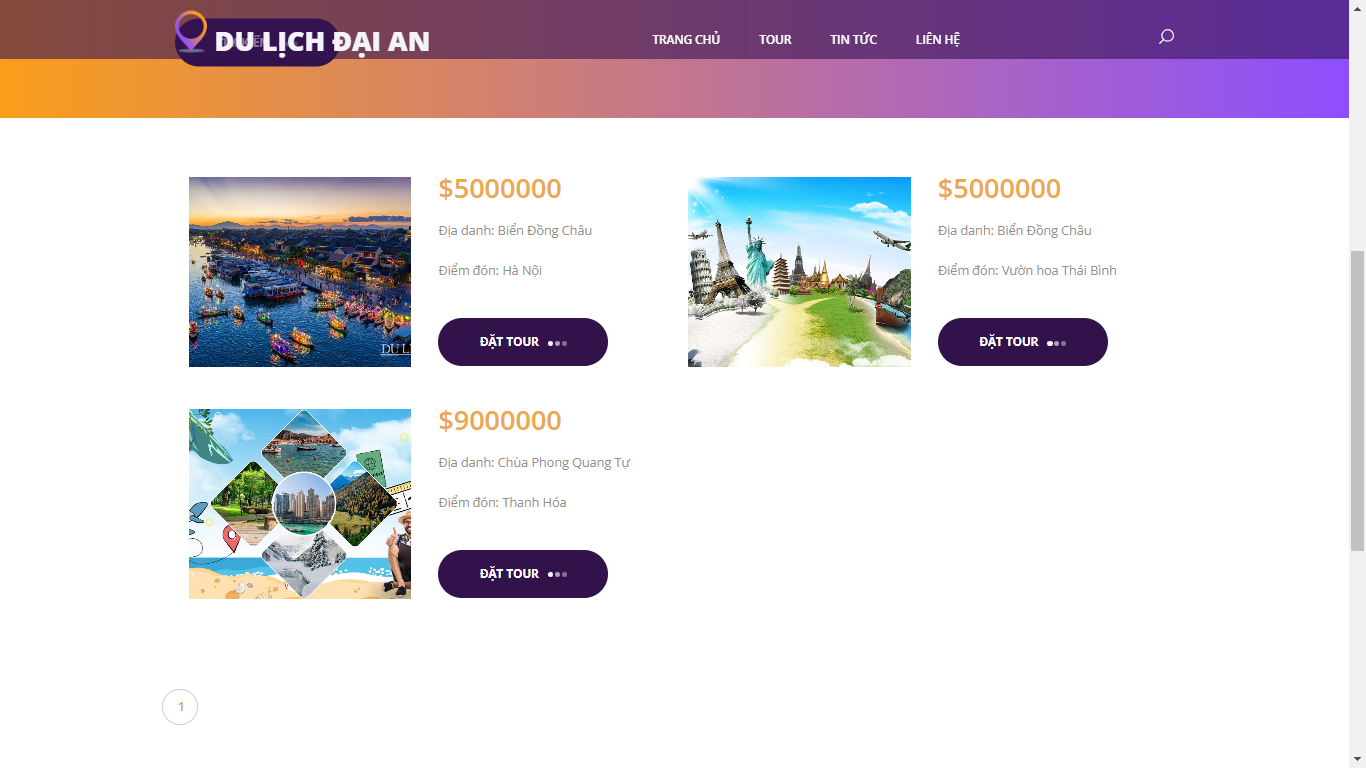 DU LỊCH ĐẠI AN
TRANG CHỦ
TOUR
TIN TỨC
LIÊN HỆ
$5000000
Địa danh: Biển Đồng Châu
Điểm đón: Hà Nội
ĐẶT TOUR
$5000000
Địa danh: Biển Đồng Châu
Điểm đón: Vườn hoa Thái Bình
ĐẶT TOUR
DU L
$9000000
Địa danh: Chùa Phong Quang Tự
Điểm đón: Thanh Hóa
ĐẶT TOUR
1